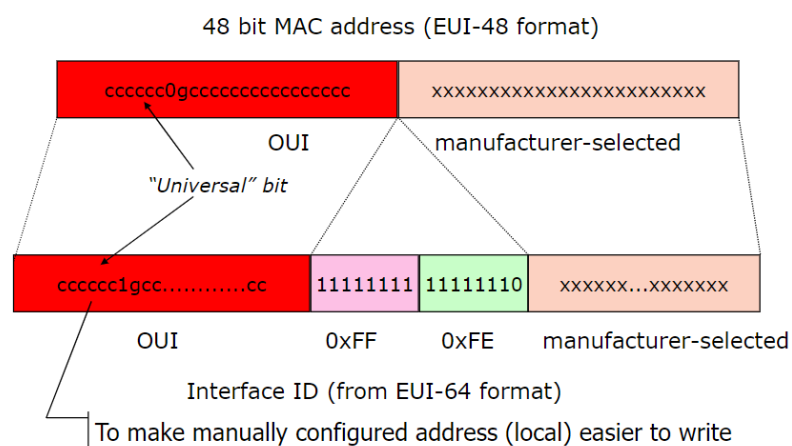 48 bit MAC address (EUI-48 format)
cccccc0gcccccccccccccccc xxxxxxxxxxxxxxxxxxxxxxxx
OUI manufacturer-selected
“Universal” bit
cccccc1gcc............cc 11111111 11111110 xxxxxx...xxxxxxx
OUI 0xFF 0xFE manufacturer-selected
Interface ID (from EUI-64 format)
To make manually configured address (local) easier to write